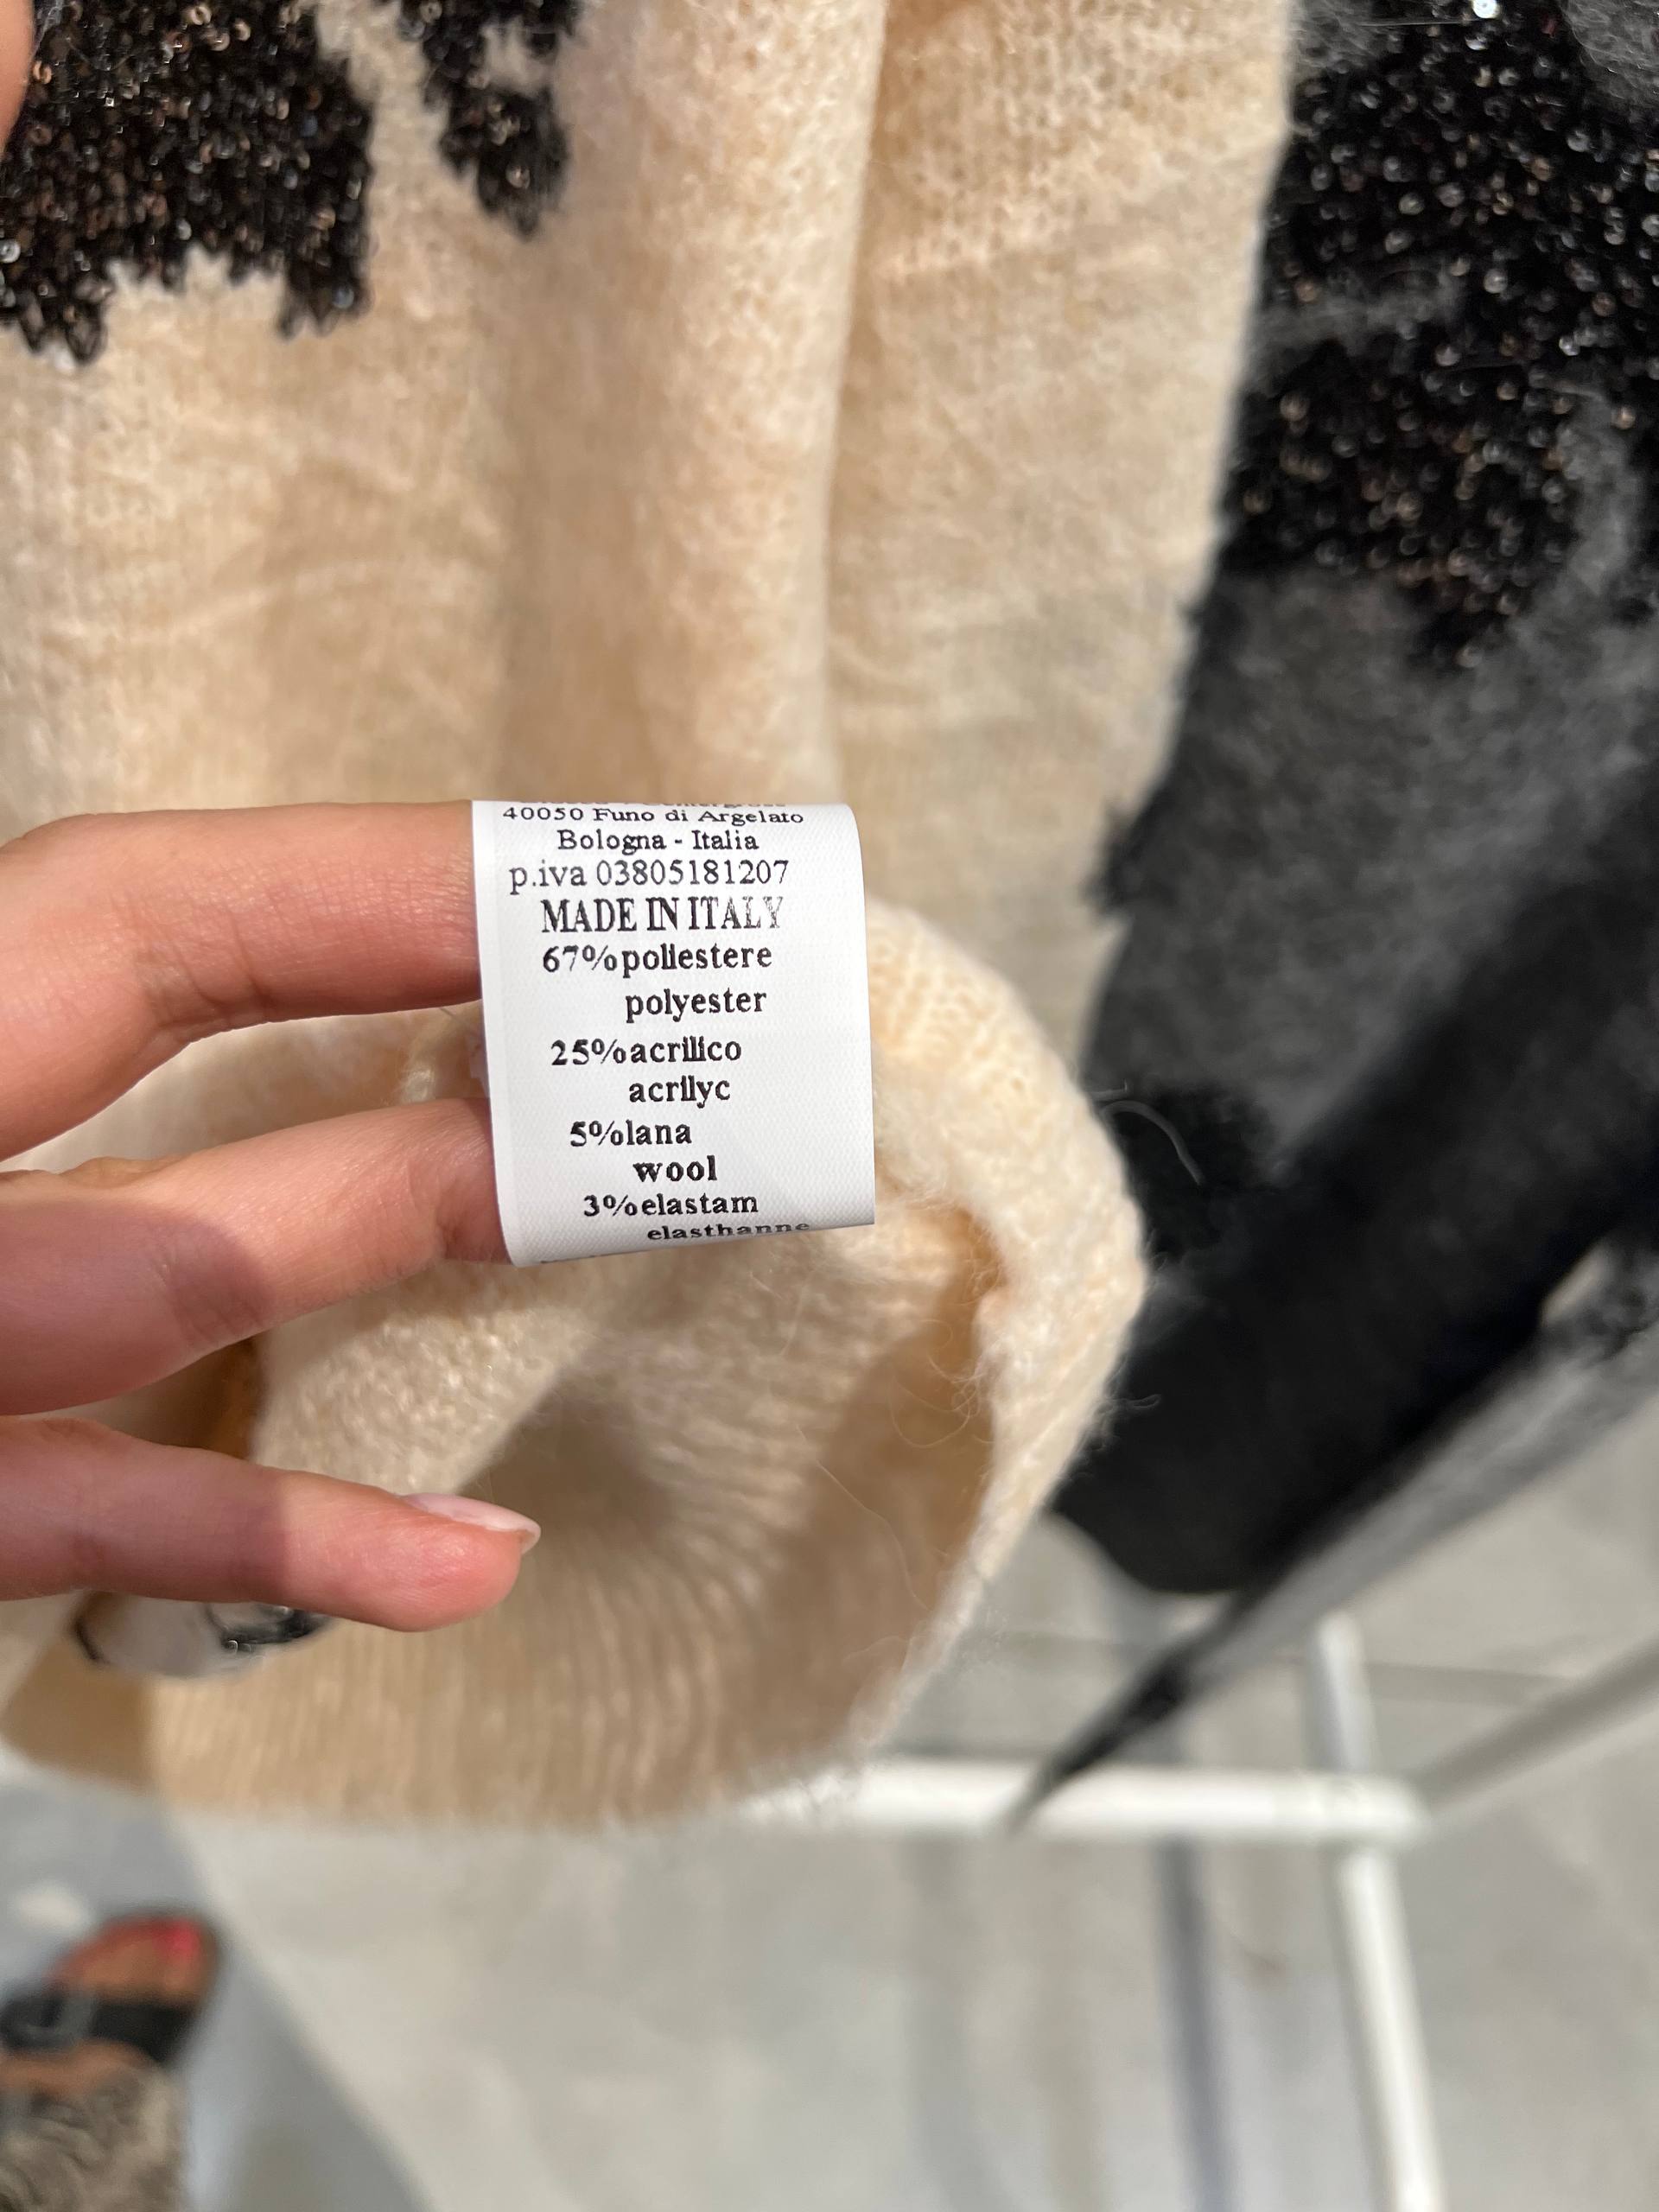 40050 Funo di Argelato
Bologna - Italia
p.iva 03805181207
MADE IN ITALY
67%poliestere
polyester
25%acrilico
acrilyc
5%lana
wool
3%elastam
elasthanne